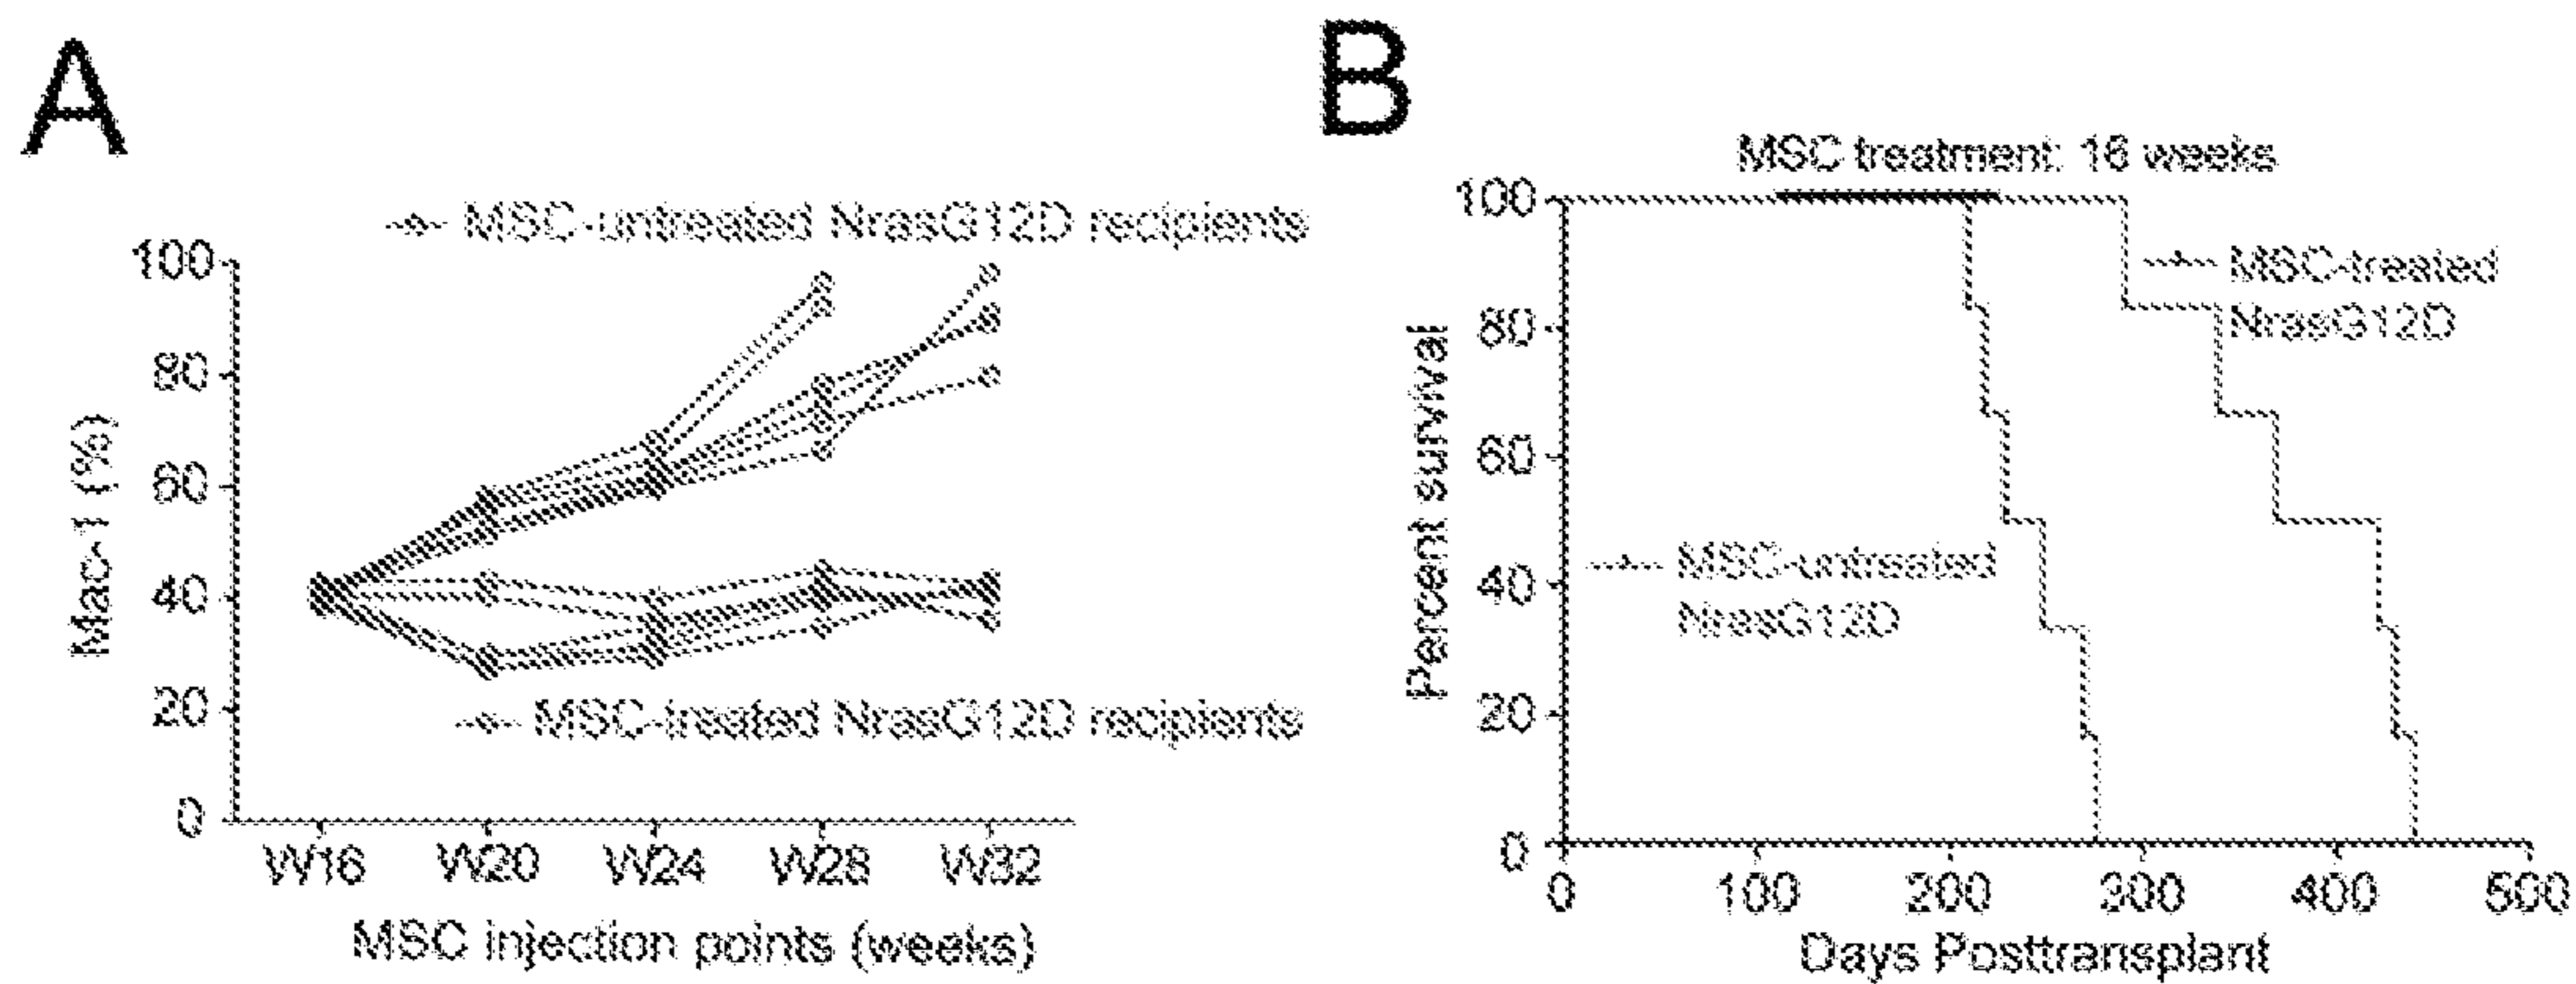 A
MSC-untreated NrasG12D recipients
100
80
60
40
20
0
Mac-1 (%)
MSC-treated NrasG12D recipients
W16 W20 W24 W28 W32
MSC injection points (weeks)
B
MSC treatment: 16 weeks
100
80
60
40
20
0
Percent survival
MSC-treated
NrasG12D
MSC-untreated
NrasG12D
0 100 200 300 400 500
Days Posttransplant